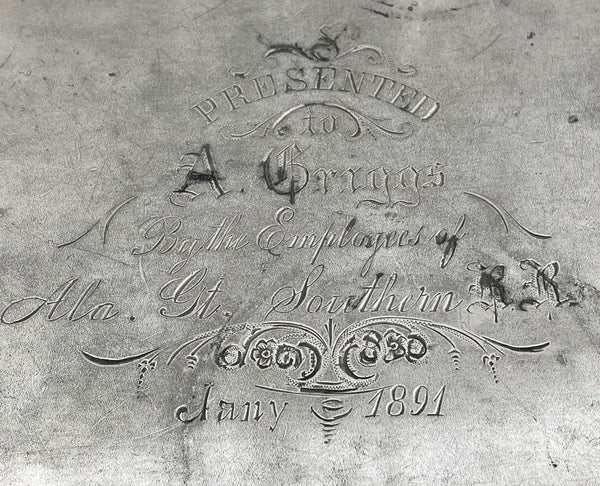 PRESENTED
to
A. Griggs
By the Employees of
Ala. Gt. Southern R.R.
Jany 1891